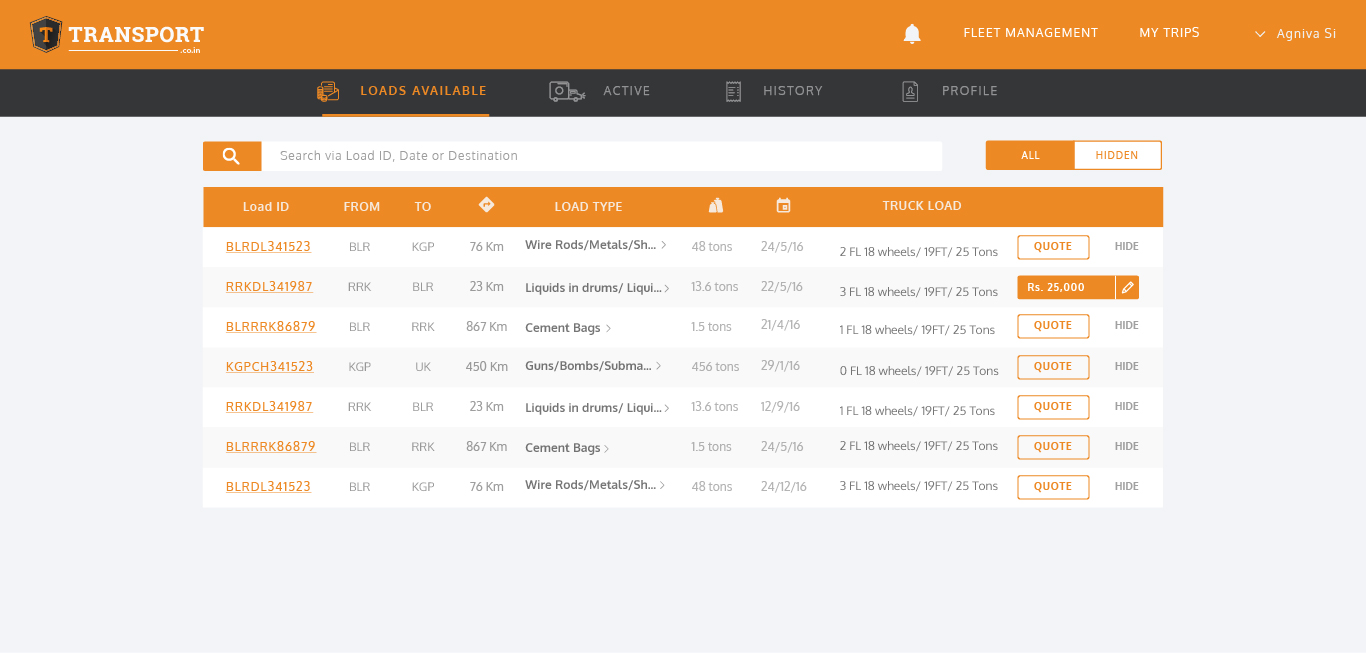 T TRANSPORT .co.in
FLEET MANAGEMENT MY TRIPS Agniva Si
LOADS AVAILABLE ACTIVE HISTORY PROFILE
Search via Load ID, Date or Destination ALL HIDDEN
Load ID FROM TO LOAD TYPE TRUCK LOAD
BLRDL341523 BLR KGP 76 Km Wire Rods/Metals/Sh... 48 tons 24/5/16 2 FL 18 wheels/ 19FT/ 25 Tons QUOTE HIDE
RRKDL341987 RRK BLR 23 Km Liquids in drums/ Liqui... 13.6 tons 22/5/16 3 FL 18 wheels/ 19FT/ 25 Tons Rs. 25,000
BLRRRK86879 BLR RRK 867 Km Cement Bags 1.5 tons 21/4/16 1 FL 18 wheels/ 19FT/ 25 Tons QUOTE HIDE
KGPCH341523 KGP UK 450 Km Guns/Bombs/Subma... 456 tons 29/1/16 0 FL 18 wheels/ 19FT/ 25 Tons QUOTE HIDE
RRKDL341987 RRK BLR 23 Km Liquids in drums/ Liqui... 13.6 tons 12/9/16 1 FL 18 wheels/ 19FT/ 25 Tons QUOTE HIDE
BLRRRK86879 BLR RRK 867 Km Cement Bags 1.5 tons 24/5/16 2 FL 18 wheels/ 19FT/ 25 Tons QUOTE HIDE
BLRDL341523 BLR KGP 76 Km Wire Rods/Metals/Sh... 48 tons 24/12/16 3 FL 18 wheels/ 19FT/ 25 Tons QUOTE HIDE